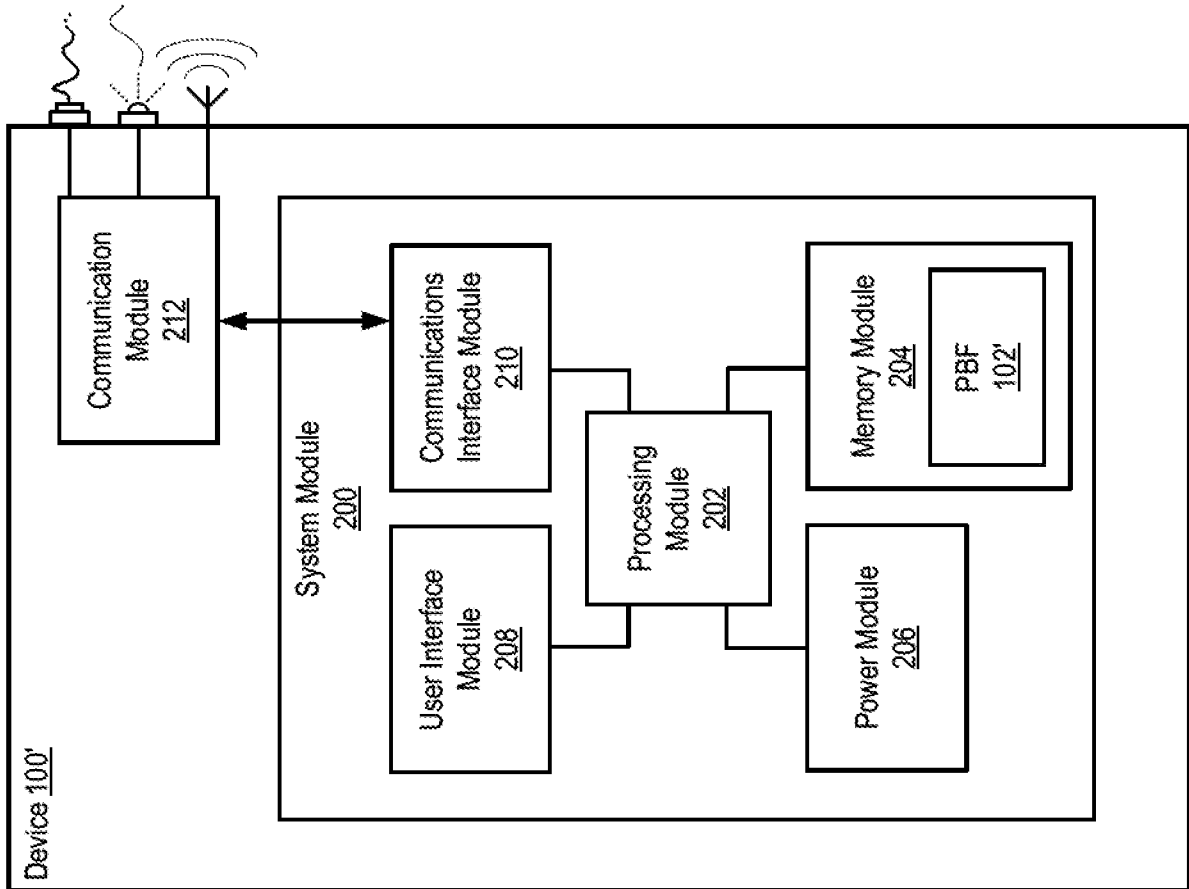 Device 100'
Communication
Module
212
System Module
200
User Interface
Module
208
Communications
Interface Module
210
Processing
Module
202
Power Module
206
Memory Module
204
PBF
102'